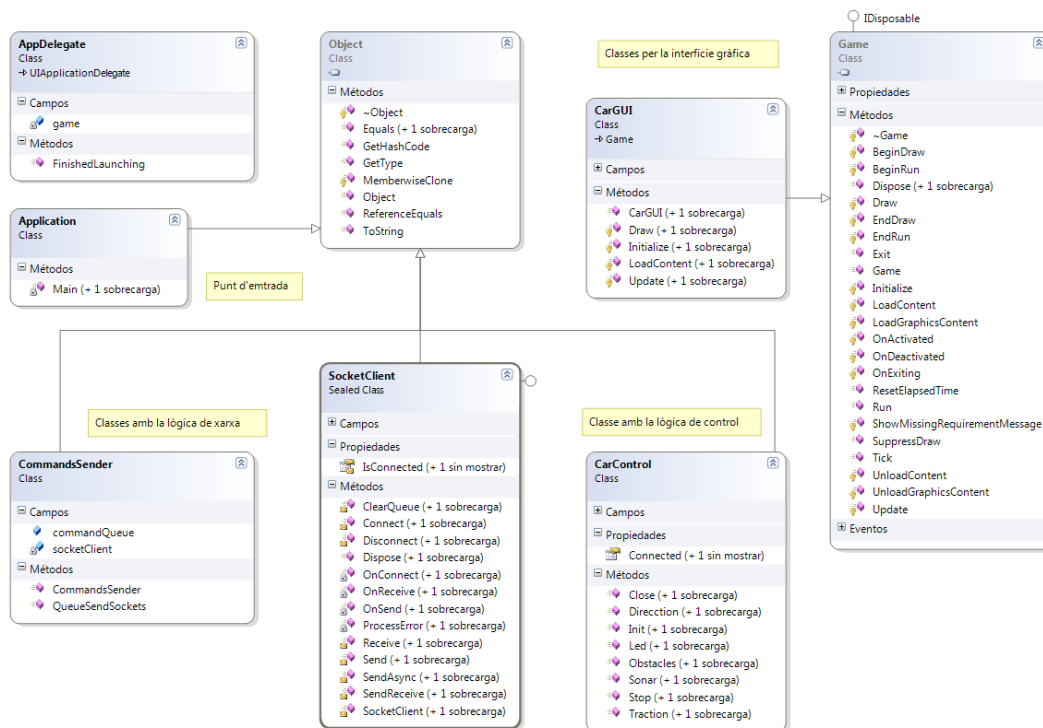 AppDelegate
Class
UIApplicationDelegate
Campos
game
Métodos
FinishedLaunching
Application
Class
Métodos
Main (+ 1 sobrecarga)
Punt d'emtrada
Object
Class
Métodos
~Object
Equals (+ 1 sobrecarga)
GetHashCode
GetType
MemberwiseClone
Object
ReferenceEquals
ToString
Classes per la interficie gràfica
CarGUI
Class
Game
Campos
Métodos
CarGUI (+ 1 sobrecarga)
Draw (+ 1 sobrecarga)
Initialize (+ 1 sobrecarga)
LoadContent (+ 1 sobrecarga)
Update (+ 1 sobrecarga)
IDisposable
Game
Class
Propiedades
Métodos
~Game
BeginDraw
BeginRun
Dispose (+ 1 sobrecarga)
Draw
EndDraw
EndRun
Exit
Game
Initialize
LoadContent
LoadGraphicsContent
OnActivated
OnDeactivated
OnExiting
ResetElapsedTime
Run
ShowMissingRequirementMessage
SuppressDraw
Tick
UnloadContent
UnloadGraphicsContent
Update
Eventos
Classes amb la lògica de xarxa
CommandsSender
Class
Campos
commandQueue
socketClient
Métodos
CommandsSender
QueueSendSockets
SocketClient
Sealed Class
Campos
Propiedades
IsConnected (+ 1 sin mostrar)
Métodos
ClearQueue (+ 1 sobrecarga)
Connect (+ 1 sobrecarga)
Disconnect (+ 1 sobrecarga)
Dispose (+ 1 sobrecarga)
OnConnect (+ 1 sobrecarga)
OnReceive (+ 1 sobrecarga)
OnSend (+ 1 sobrecarga)
ProcessError (+ 1 sobrecarga)
Receive (+ 1 sobrecarga)
Send (+ 1 sobrecarga)
SendAsync (+ 1 sobrecarga)
SendReceive (+ 1 sobrecarga)
SocketClient (+ 1 sobrecarga)
Classe amb la lògica de control
CarControl
Class
Campos
Propiedades
Connected (+ 1 sin mostrar)
Métodos
Close (+ 1 sobrecarga)
Direcction (+ 1 sobrecarga)
Init (+ 1 sobrecarga)
Led (+ 1 sobrecarga)
Obstacles (+ 1 sobrecarga)
Sonar (+ 1 sobrecarga)
Stop (+ 1 sobrecarga)
Traction (+ 1 sobrecarga)